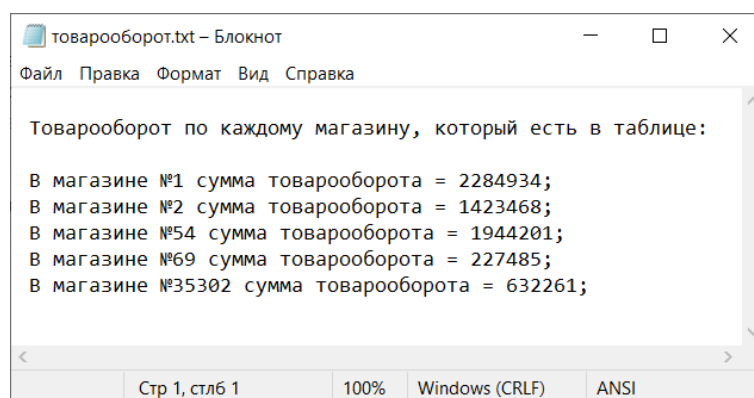 товарооборот.txt – Блокнот
Файл Правка Формат Вид Справка
Товарооборот по каждому магазину, который есть в таблице:
В магазине №1 сумма товарооборота = 2284934;
В магазине №2 сумма товарооборота = 1423468;
В магазине №54 сумма товарооборота = 1944201;
В магазине №69 сумма товарооборота = 227485;
В магазине №35302 сумма товарооборота = 632261;
Стр 1, стлб 1 100% Windows (CRLF) ANSI